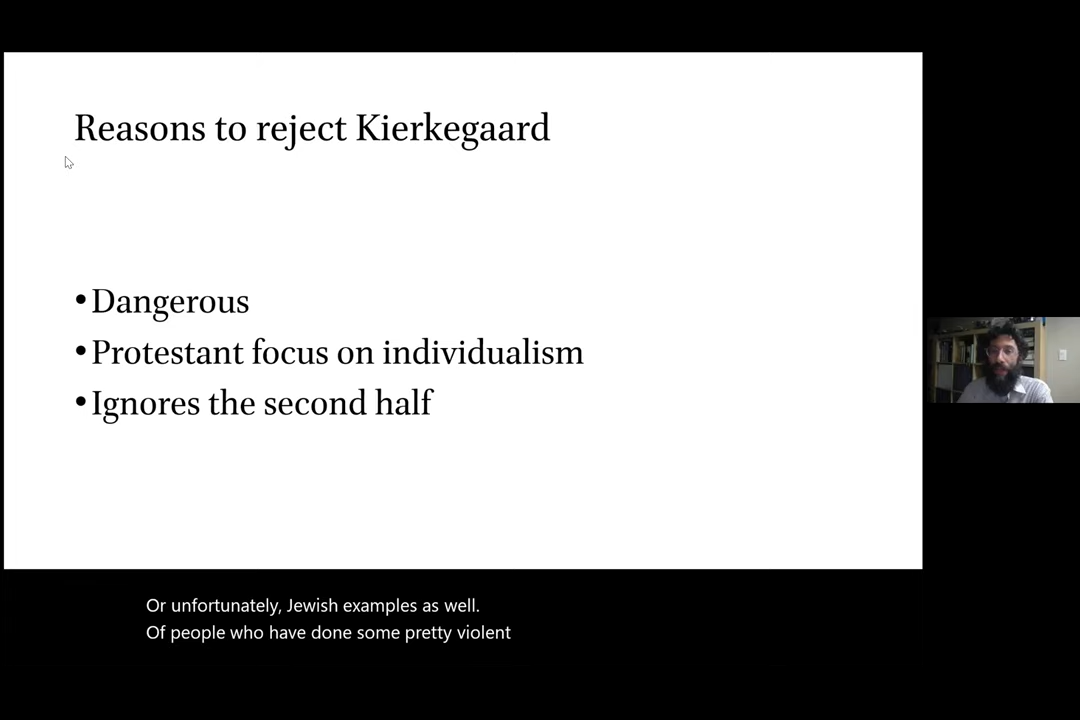 Reasons to reject Kierkegaard
•Dangerous
•Protestant focus on individualism
•Ignores the second half
Or unfortunately, Jewish examples as well.
Of people who have done some pretty violent